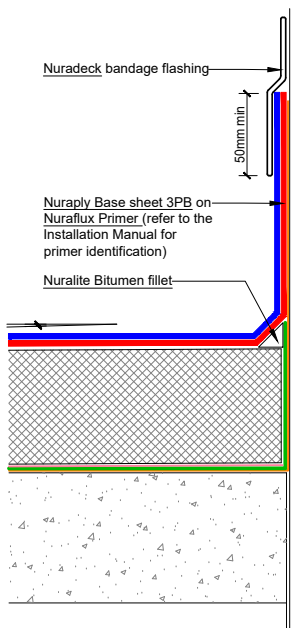 Nuradeck bandage flashing
50mm min
Nuraply Base sheet 3PB on
Nuraflux Primer (refer to the
Installation Manual for
primer identification)
Nuralite Bitumen fillet